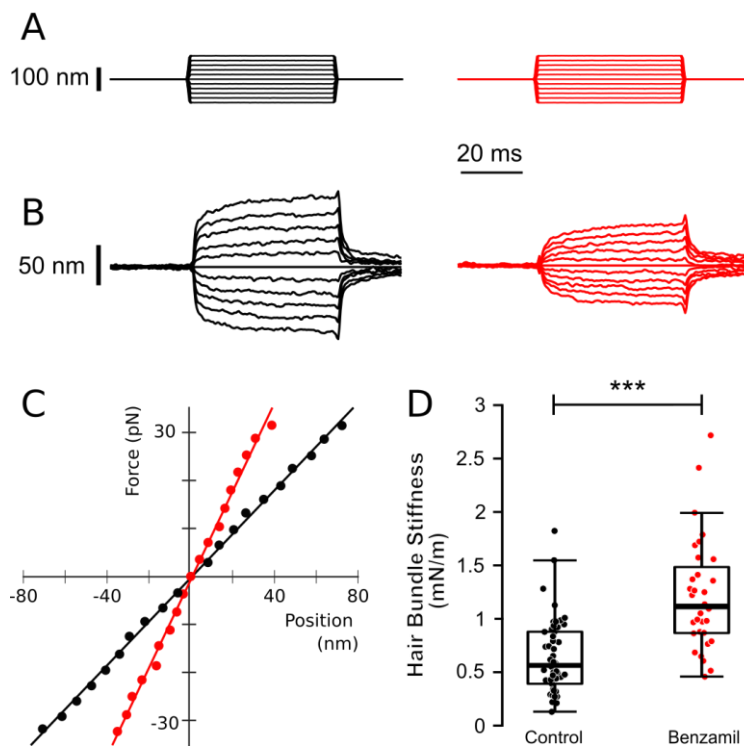 A
100 nm
20 ms
B
50 nm
C
Force (pN)
30
-80
-40
40
80
Position
(nm)
-30
D
***
Hair Bundle Stiffness
(mN/m)
3
2.5
2
1.5
1
0.5
0
Control
Benzamil